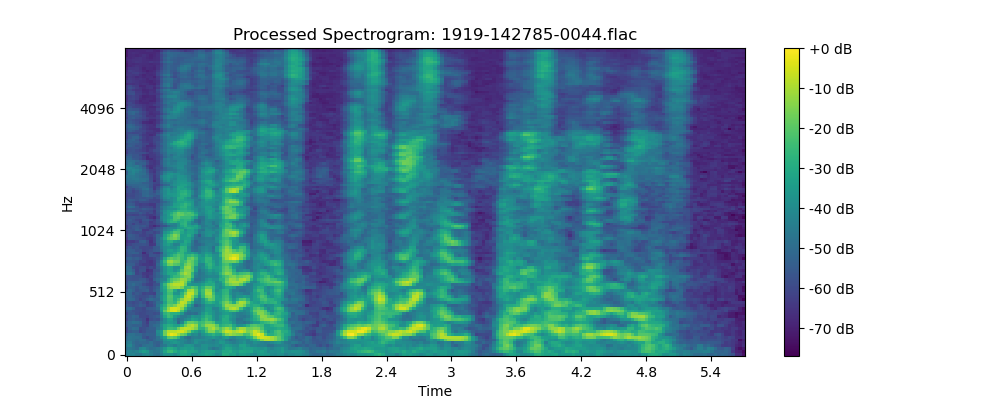 Processed Spectrogram: 1919-142785-0044.flac
+0 dB
4096
-10 dB
-20 dB
2048
-30 dB
Hz
1024
-40 dB
-50 dB
512
-60 dB
-70 dB
0
0 0.6 1.2 1.8 2.4 3 3.6 4.2 4.8 5.4
Time